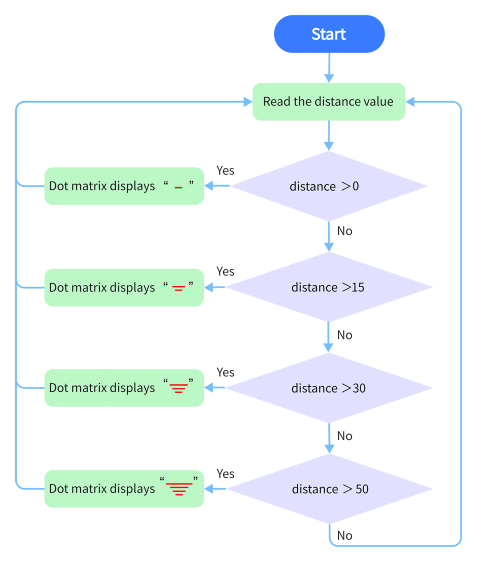 Start
Read the distance value
Yes
Dot matrix displays “ – ”
distance ＞0
No
Yes
Dot matrix displays “ ”
distance ＞15
No
Yes
Dot matrix displays “ ”
distance ＞30
No
Yes
Dot matrix displays “ ”
distance ＞ 50
No